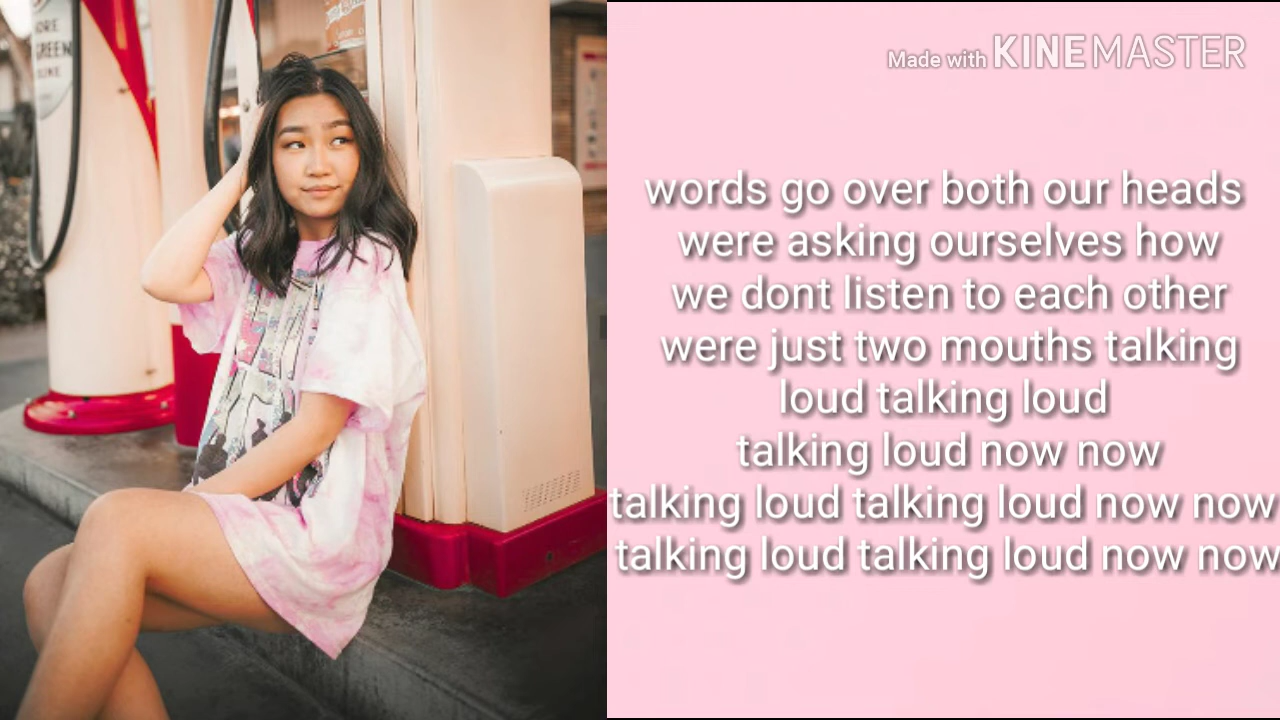 ORE
GREEN
Made with KINEMASTER
words go over both our heads
were asking ourselves how
we dont listen to each other
were just two mouths talking
loud talking loud
talking loud now now
talking loud talking loud now now
talking loud talking loud now now